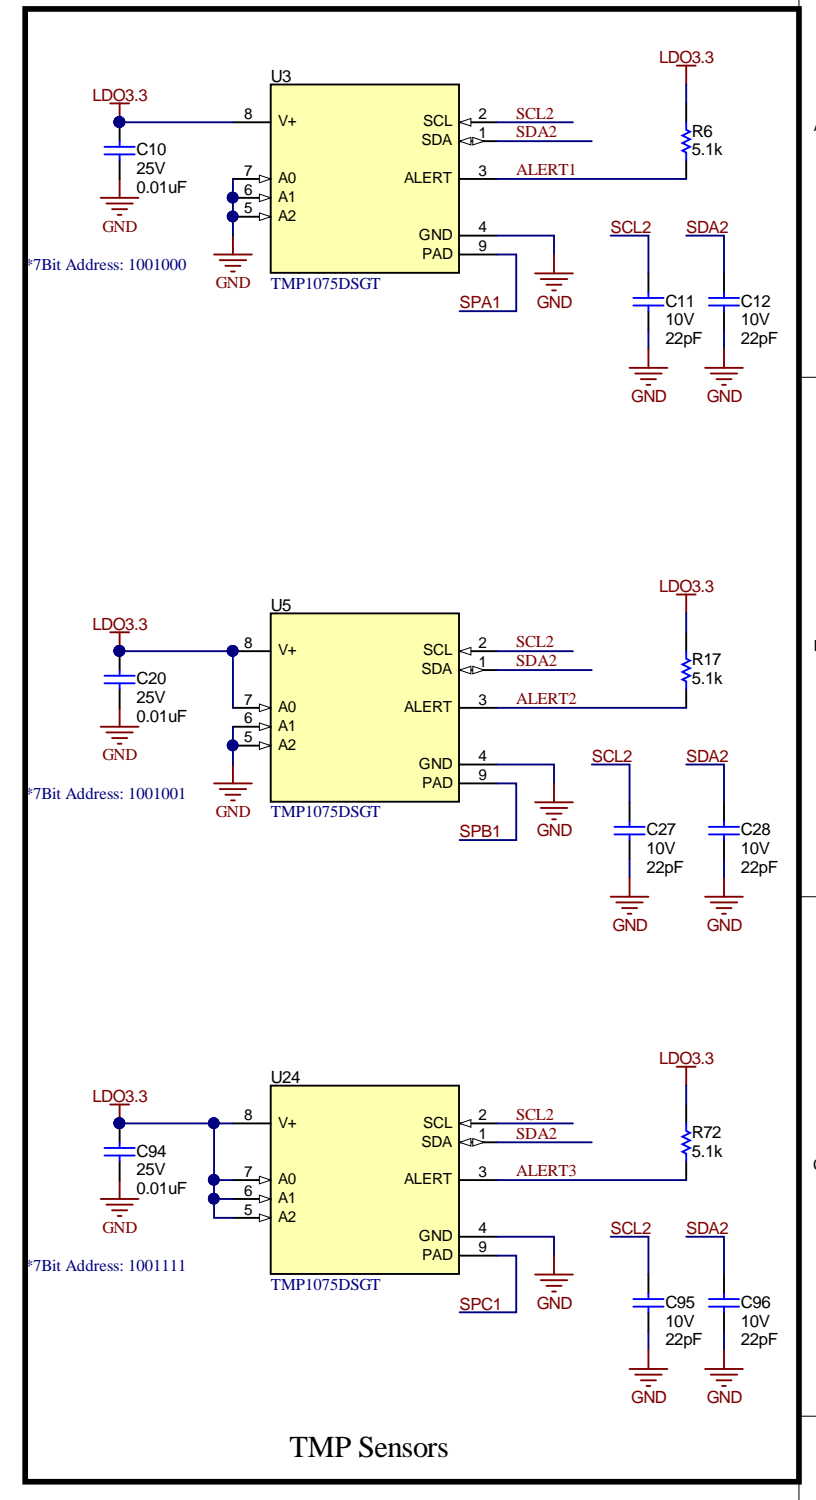 U3
LDO3.3
LDO3.3
8 V+
SCL 2 SCL2
SDA 1 SDA2
R6
5.1k
C10
25V
0.01uF
GND
7 A0
6 A1
5 A2
ALERT 3 ALERT1
GND 4
PAD 9
GND
*7Bit Address: 1001000
TMP1075DSGT
SPA1
GND
SCL2
SDA2
C11
10V
22pF
C12
10V
22pF
GND
GND
U5
LDO3.3
LDO3.3
8 V+
SCL 2 SCL2
SDA 1 SDA2
R17
5.1k
C20
25V
0.01uF
GND
7 A0
6 A1
5 A2
ALERT 3 ALERT2
GND 4
PAD 9
GND
*7Bit Address: 1001001
TMP1075DSGT
SPB1
GND
SCL2
SDA2
C27
10V
22pF
C28
10V
22pF
GND
GND
U24
LDO3.3
LDO3.3
8 V+
SCL 2 SCL2
SDA 1 SDA2
R72
5.1k
C94
25V
0.01uF
GND
7 A0
6 A1
5 A2
ALERT 3 ALERT3
GND 4
PAD 9
*7Bit Address: 1001111
TMP1075DSGT
SPC1
GND
SCL2
SDA2
C95
10V
22pF
C96
10V
22pF
GND
GND
TMP Sensors